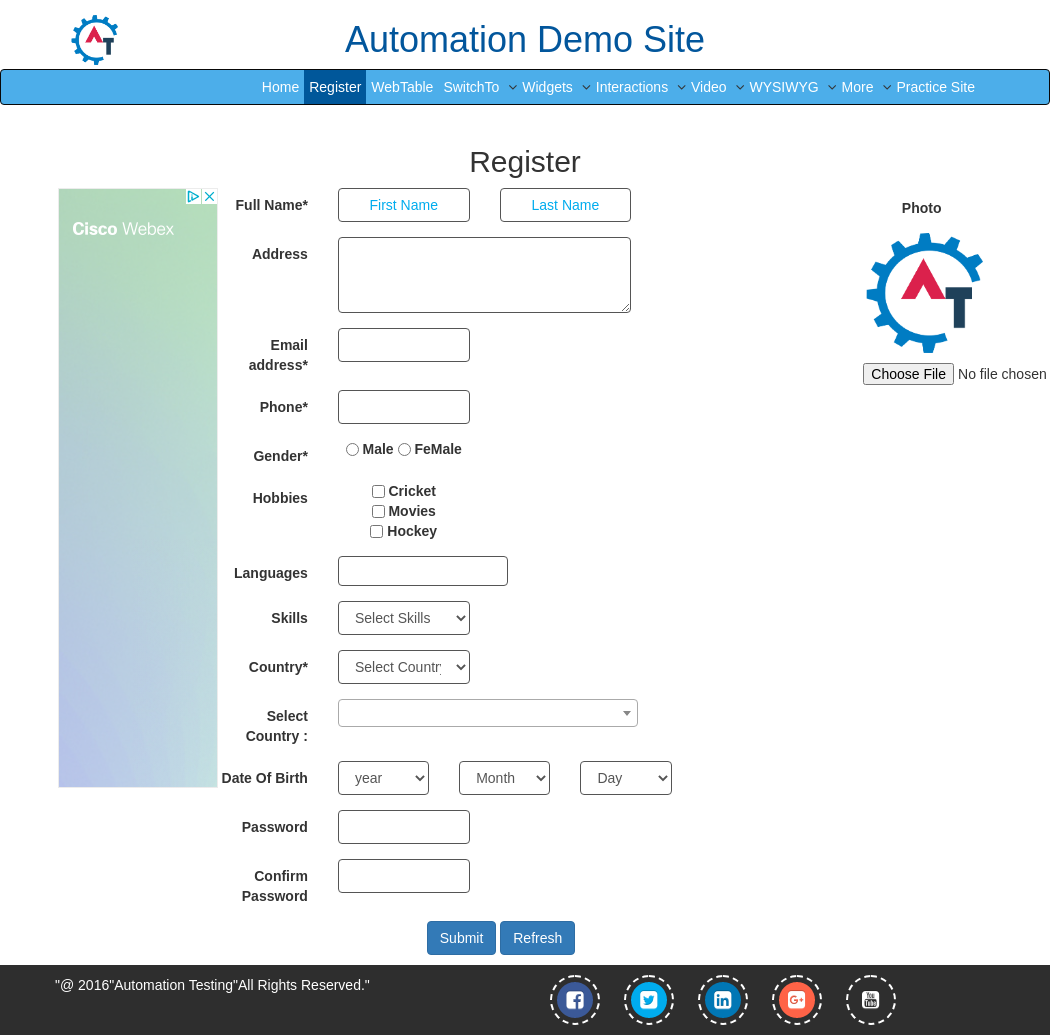 Automation Demo Site
Home Register WebTable SwitchTo Widgets Interactions Video WYSIWYG More Practice Site
Register
Cisco Webex
Full Name* First Name Last Name
Photo
AT
Address
Email
address*
Choose File No file chosen
Phone*
Gender* Male FeMale
Hobbies Cricket
Movies
Hockey
Languages
Skills Select Skills
Country* Select Country
Select
Country :
Date Of Birth year Month Day
Password
Confirm
Password
Submit Refresh
"@ 2016"Automation Testing"All Rights Reserved."